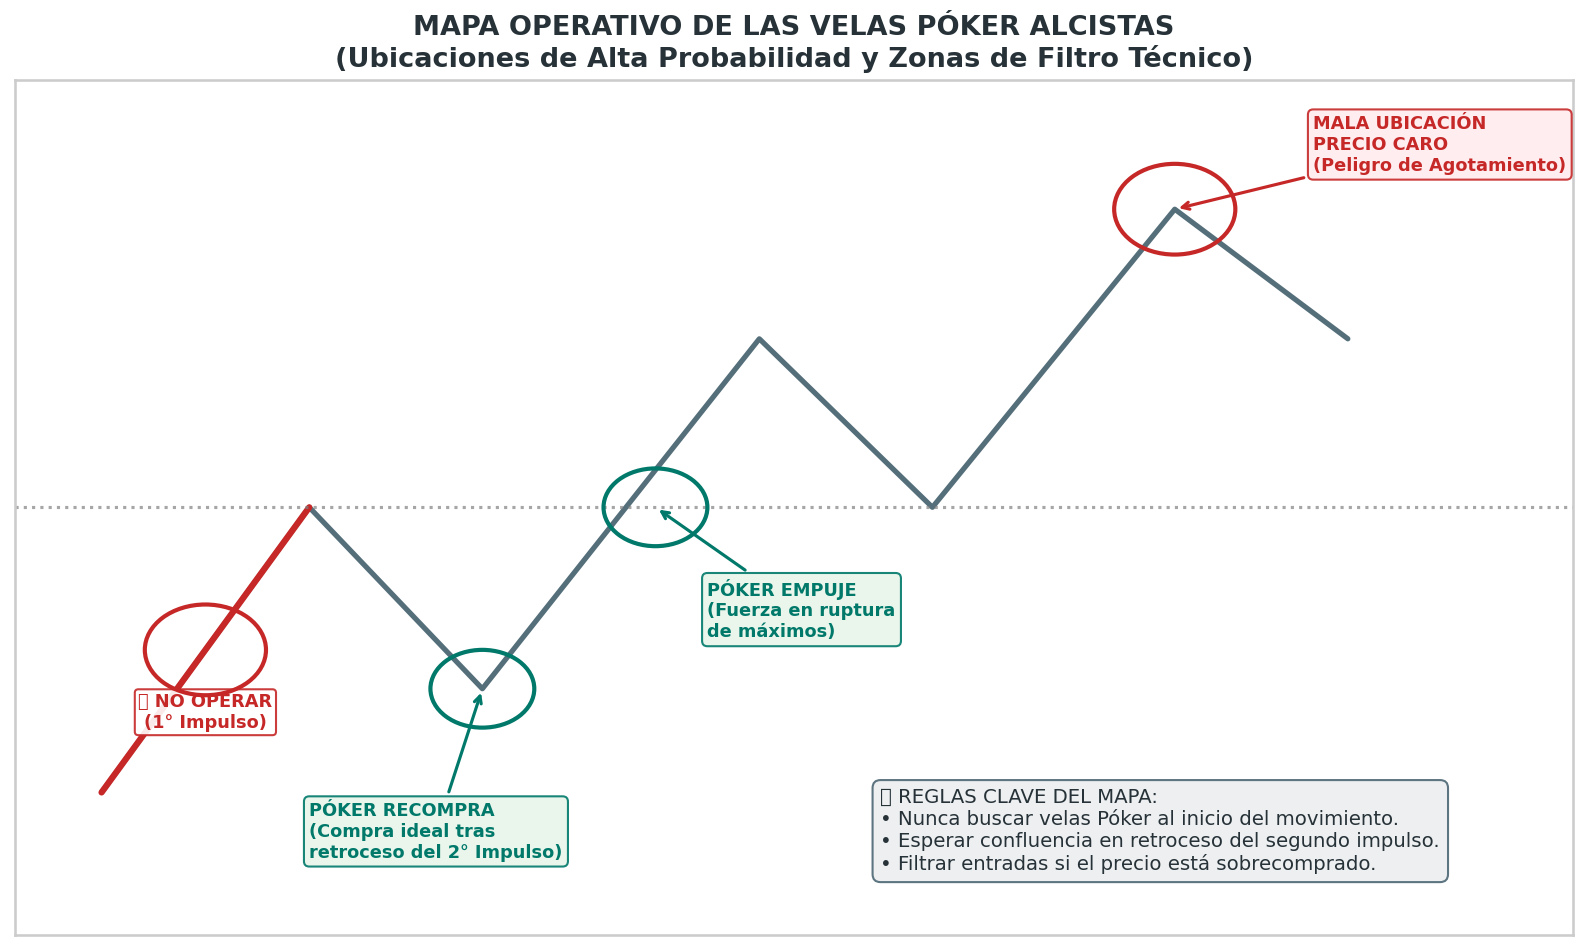 MAPA OPERATIVO DE LAS VELAS PÓKER ALCISTAS
(Ubicaciones de Alta Probabilidad y Zonas de Filtro Técnico)
MALA UBICACIÓN
PRECIO CARO
(Peligro de Agotamiento)
PÓKER EMPUJE
(Fuerza en ruptura
de máximos)
NO OPERAR
(1° Impulso)
PÓKER RECOMPRA
(Compra ideal tras
retroceso del 2° Impulso)
REGLAS CLAVE DEL MAPA:
• Nunca buscar velas Póker al inicio del movimiento.
• Esperar confluencia en retroceso del segundo impulso.
• Filtrar entradas si el precio está sobrecomprado.